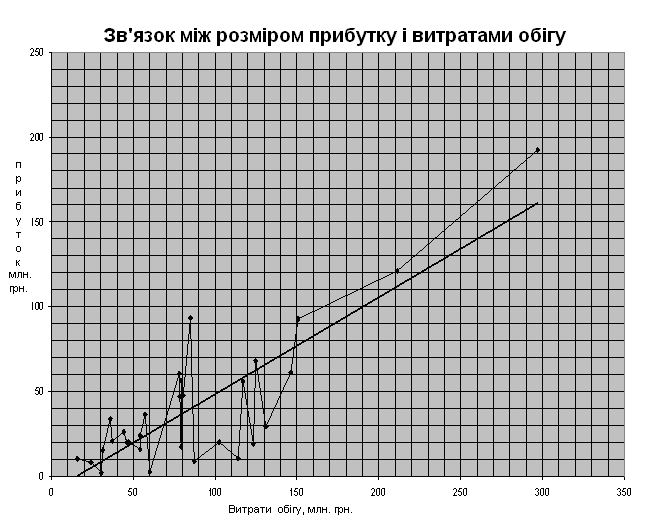 Зв'язок між розміром прибутку і витратами обігу
250
200
150
100
50
0
прибуток
млн.
грн.
0 50 100 150 200 250 300 350
Витрати обігу, млн. грн.